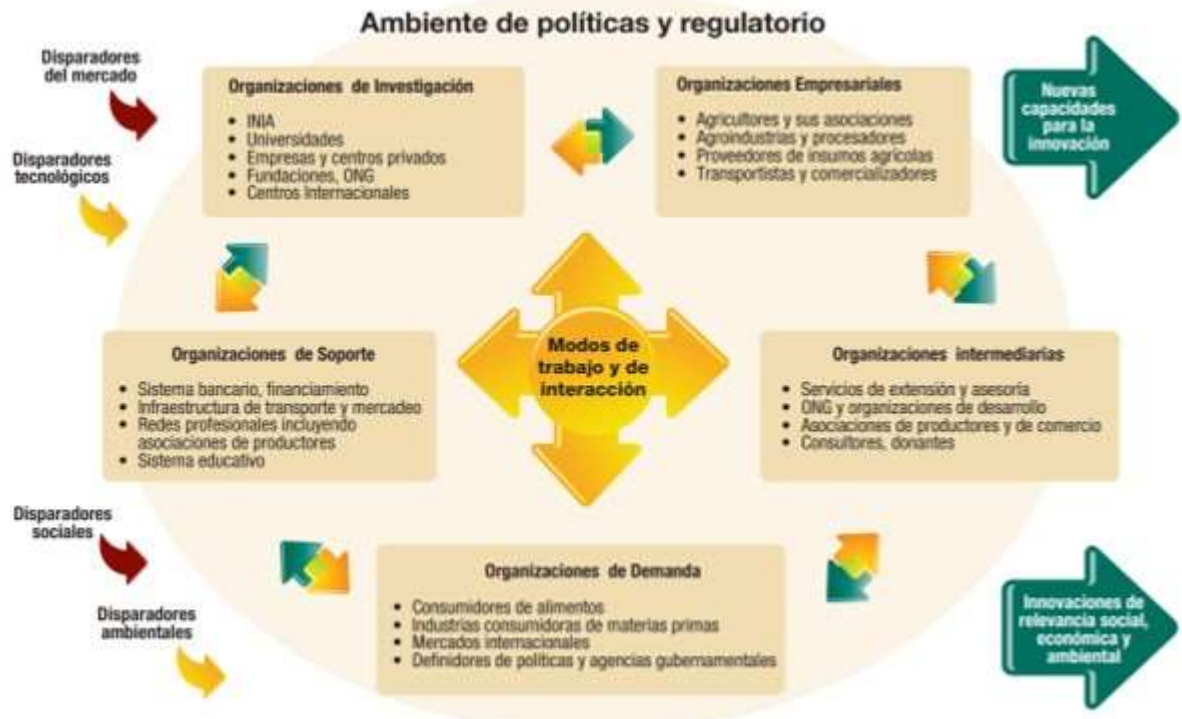 Ambiente de políticas y regulatorio
Disparadores
del mercado
Disparadores
tecnológicos
Organizaciones de Investigación
• INIA
• Universidades
• Empresas y centros privados
• Fundaciones, ONG
• Centros Internacionales
Organizaciones Empresariales
• Agricultores y sus asociaciones
• Agroindustrias y procesadores
• Proveedores de insumos agrícolas
• Transportistas y comercializadores
Nuevas
capacidades
para la
innovación
Organizaciones de Soporte
• Sistema bancario, financiamiento
• Infraestructura de transporte y mercadeo
• Redes profesionales incluyendo
asociaciones de productores
• Sistema educativo
Modos de
trabajo y de
interacción
Organizaciones intermediarias
• Servicios de extensión y asesoría
• ONG y organizaciones de desarrollo
• Asociaciones de productores y de comercio
• Consultores, donantes
Disparadores
sociales
Disparadores
ambientales
Organizaciones de Demanda
• Consumidores de alimentos
• Industrias consumidoras de materias primas
• Mercados internacionales
• Definidores de políticas y agencias gubernamentales
Innovaciones de
relevancia social,
económica y
ambiental